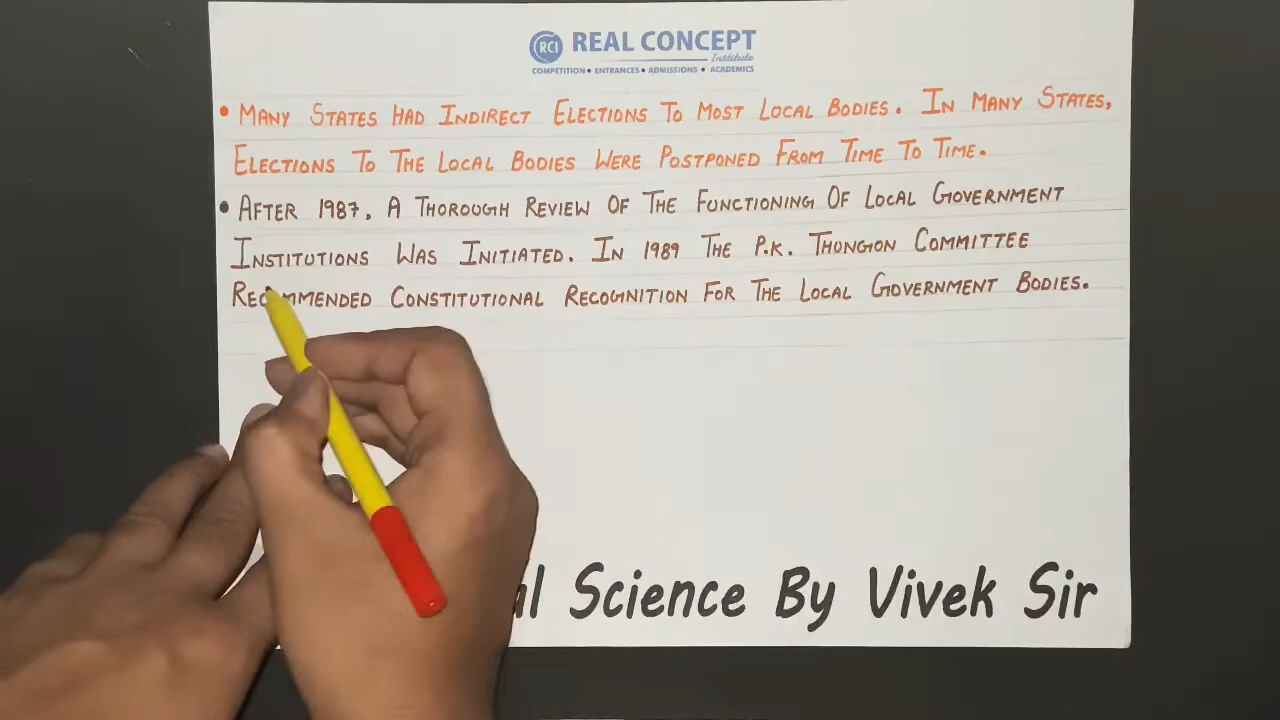 RCI REAL CONCEPT
Institute
COMPETITION • ENTRANCES • ADMISSIONS • ACADEMICS
• MANY STATES HAD INDIRECT ELECTIONS TO MOST LOCAL BODIES. IN MANY STATES,
ELECTIONS TO THE LOCAL BODIES WERE POSTPONED FROM TIME TO TIME.
• AFTER 1987, A THOROUGH REVIEW OF THE FUNCTIONING OF LOCAL GOVERNMENT
INSTITUTIONS WAS INITIATED. IN 1989 THE P.K. THUNGON COMMITTEE
RECOMMENDED CONSTITUTIONAL RECOGNITION FOR THE LOCAL GOVERNMENT BODIES.
Science By Vivek Sir